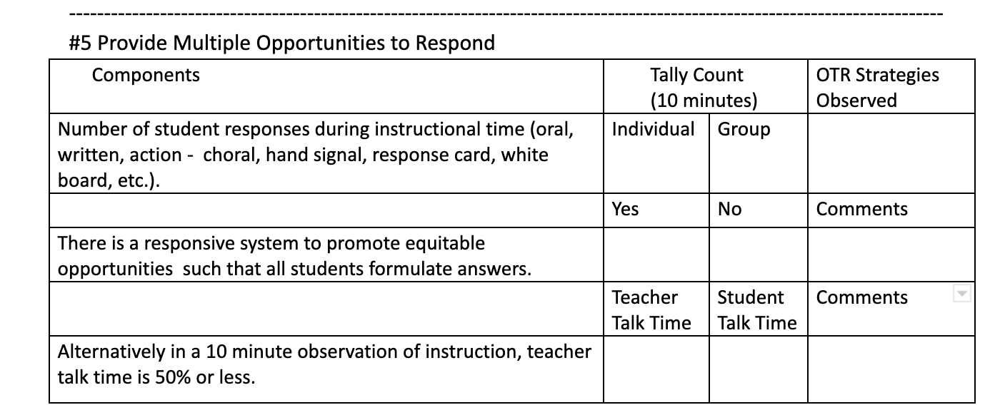 #5 Provide Multiple Opportunities to Respond
Components
Tally Count
(10 minutes)
OTR Strategies
Observed
Number of student responses during instructional time (oral,
written, action -  choral, hand signal, response card, white
board, etc.).
Individual
Group
Yes
No
Comments
There is a responsive system to promote equitable
opportunities  such that all students formulate answers.
Teacher
Talk Time
Student
Talk Time
Comments
Alternatively in a 10 minute observation of instruction, teacher
talk time is 50% or less.